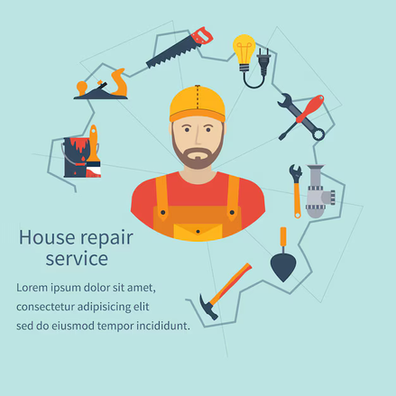 House repair
service
Lorem ipsum dolor sit amet,
consectetur adipisicing elit
sed do eiusmod tempor incididunt.